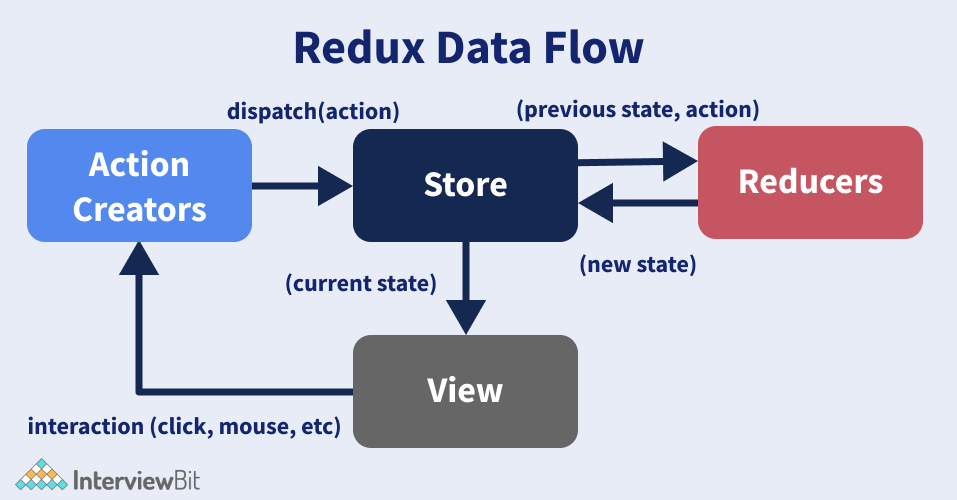 Redux Data Flow
dispatch(action)
(previous state, action)
Action
Creators
Store
Reducers
(current state)
(new state)
View
interaction (click, mouse, etc)
InterviewBit